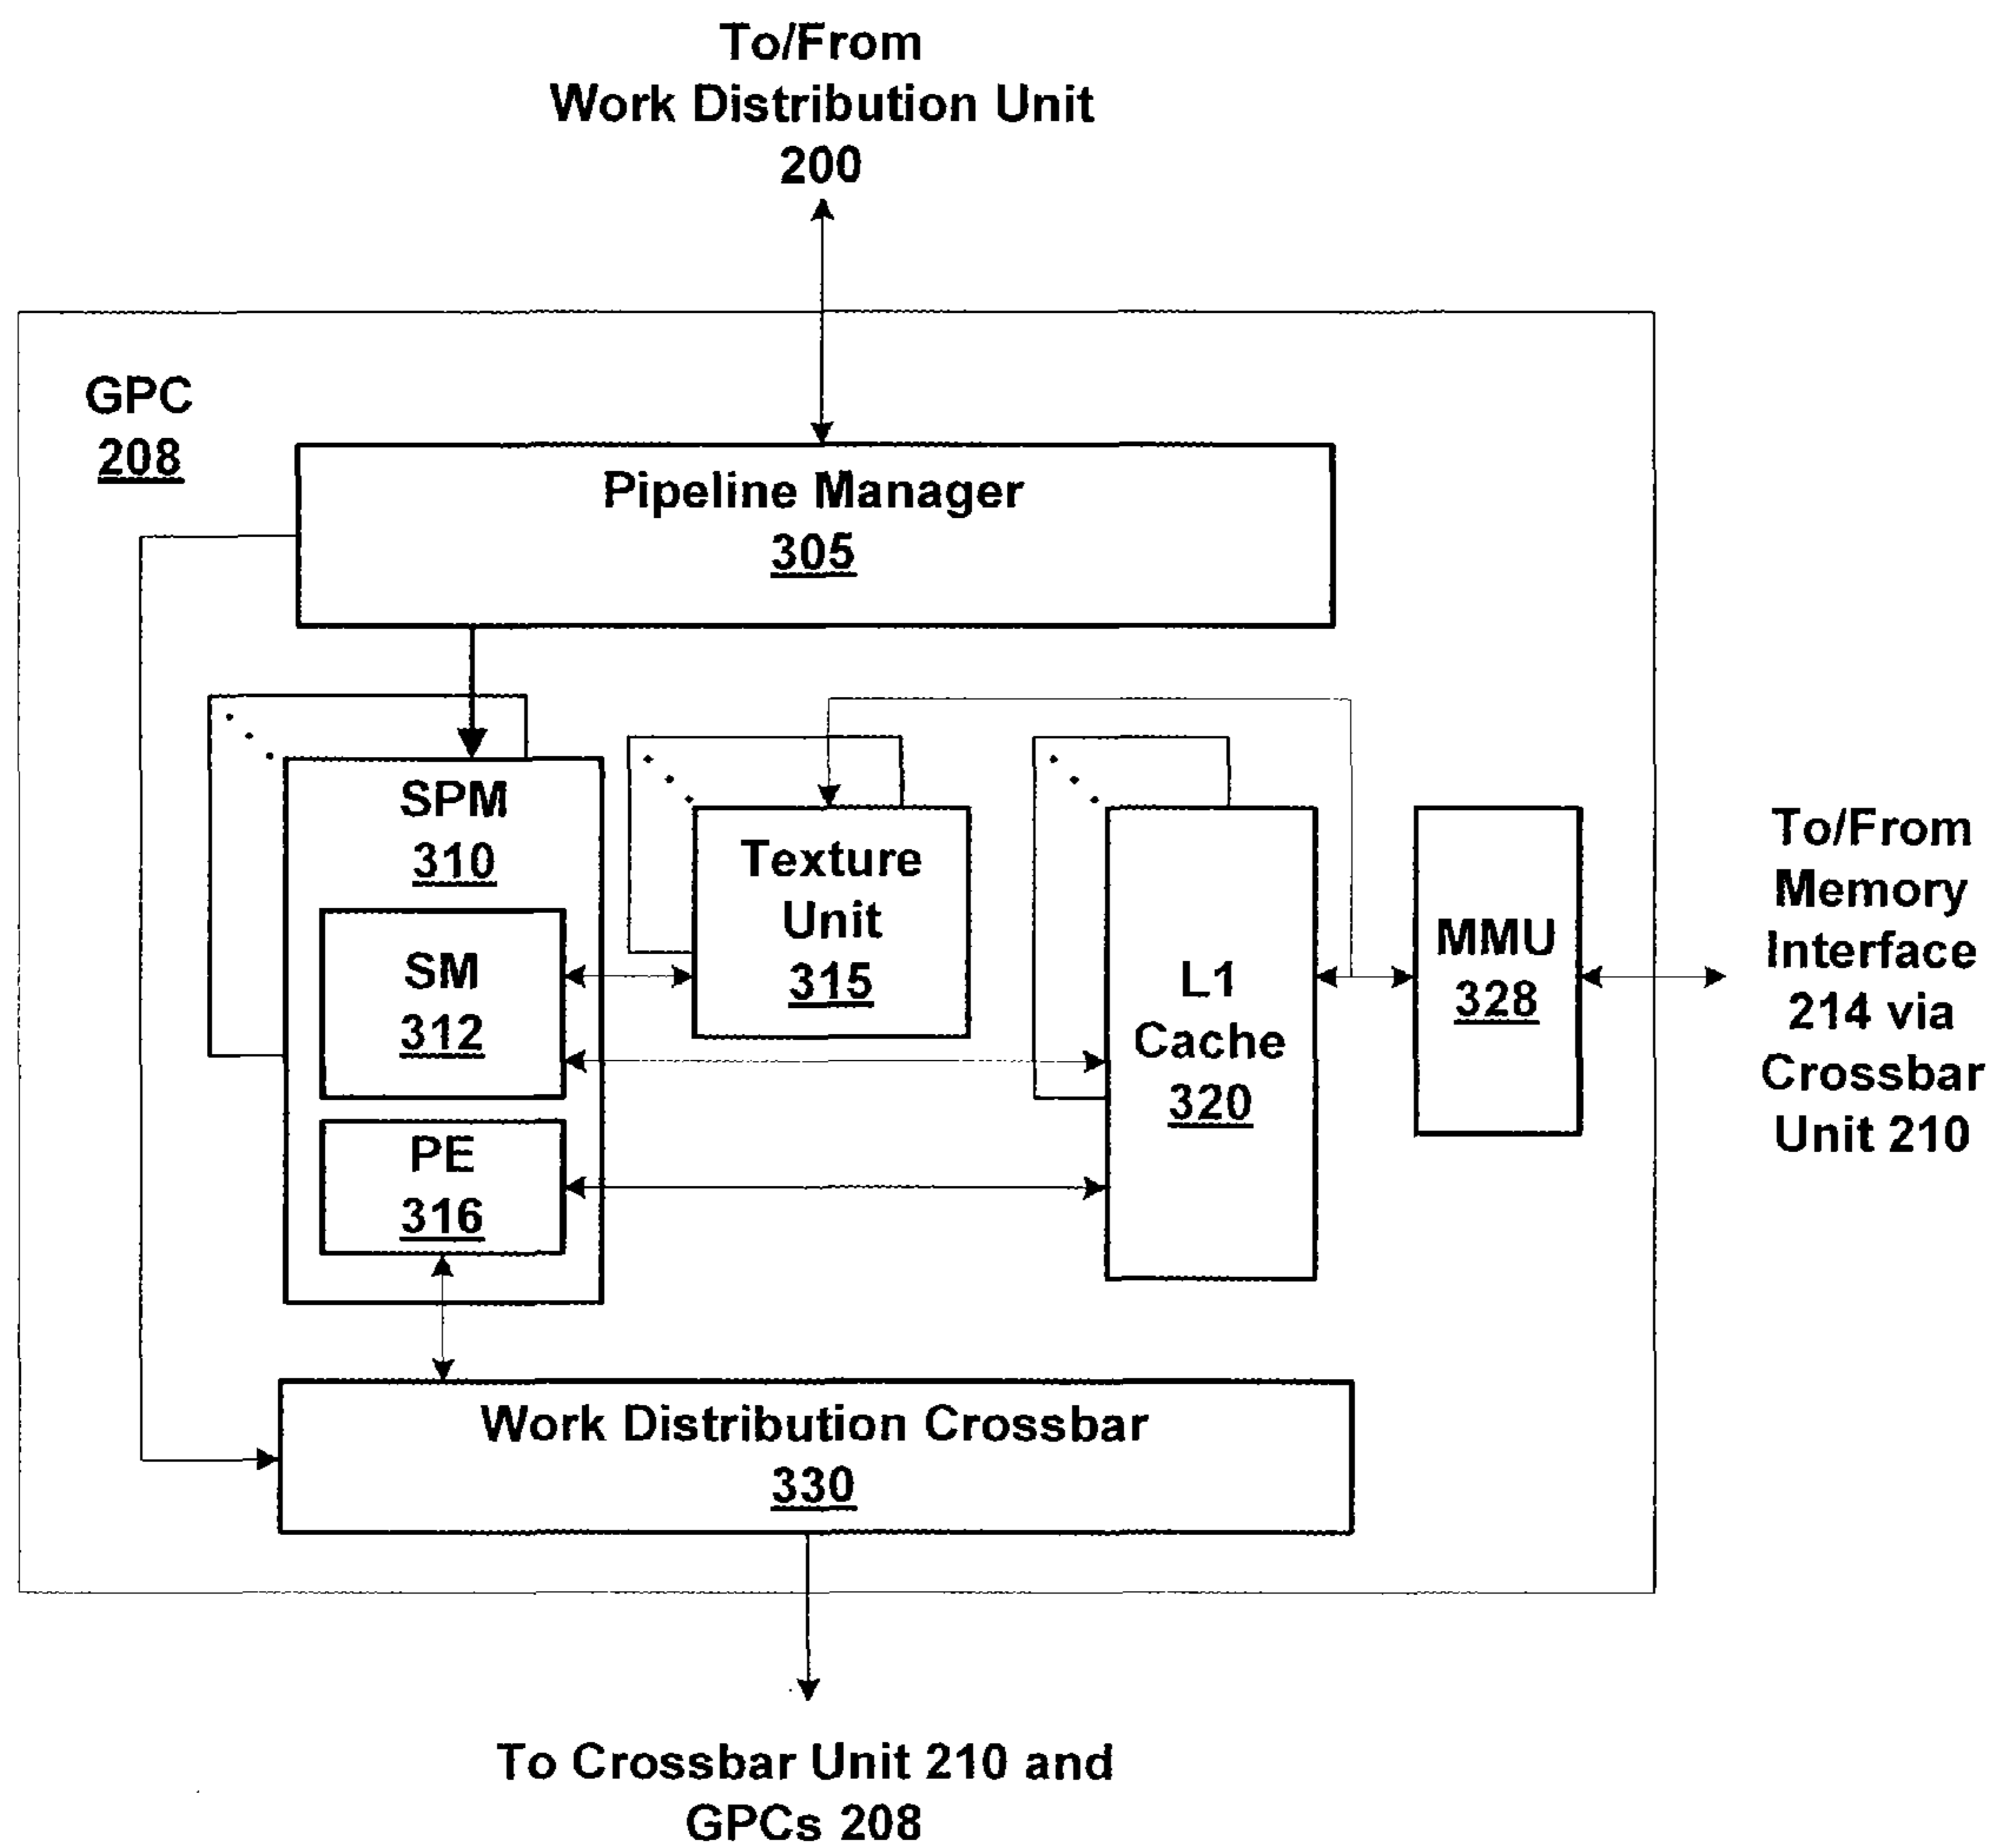 To/From
Work Distribution Unit
200
GPC
208
Pipeline Manager
305
SPM
310
SM
312
PE
316
Texture
Unit
315
L1
Cache
320
MMU
328
To/From
Memory
Interface
214 via
Crossbar
Unit 210
Work Distribution Crossbar
330
To Crossbar Unit 210 and
GPCs 208